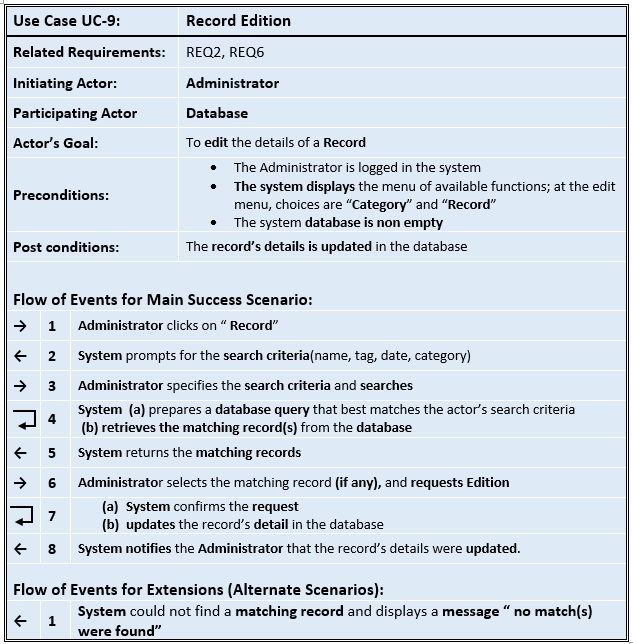 Use Case UC-9: Record Edition
Related Requirements: REQ2, REQ6
Initiating Actor: Administrator
Participating Actor Database
Actor's Goal: To edit the details of a Record
Preconditions:
• The Administrator is logged in the system
• The system displays the menu of available functions; at the edit
menu, choices are “Category” and “Record”
• The system database is non empty
Post conditions: The record's details is updated in the database
Flow of Events for Main Success Scenario:
→ 1 Administrator clicks on “ Record”
← 2 System prompts for the search criteria(name, tag, date, category)
→ 3 Administrator specifies the search criteria and searches
4 System (a) prepares a database query that best matches the actor's search criteria
(b) retrieves the matching record(s) from the database
← 5 System returns the matching records
→ 6 Administrator selects the matching record (if any), and requests Edition
7 (a) System confirms the request
(b) updates the record's detail in the database
← 8 System notifies the Administrator that the record's details were updated.
Flow of Events for Extensions (Alternate Scenarios):
← 1 System could not find a matching record and displays a message “ no match(s)
were found”